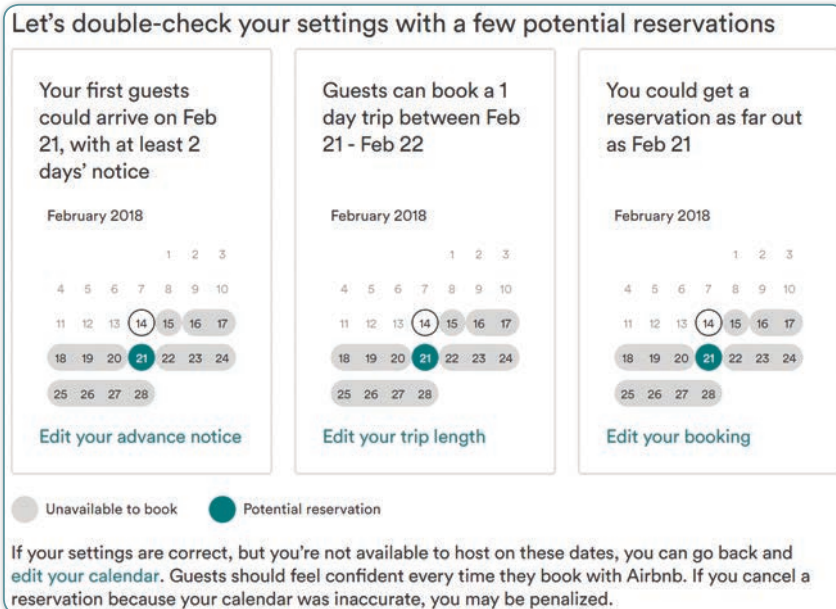 Let's double-check your settings with a few potential reservations
Your first guests
could arrive on Feb
21, with at least 2
days' notice
February 2018
1 2 3
4 5 6 7 8 9 10
11 12 13 14 15 16 17
18 19 20 21 22 23 24
25 26 27 28
Edit your advance notice
Guests can book a 1
day trip between Feb
21 - Feb 22
February 2018
1 2 3
4 5 6 7 8 9 10
11 12 13 14 15 16 17
18 19 20 21 22 23 24
25 26 27 28
Edit your trip length
You could get a
reservation as far out
as Feb 21
February 2018
1 2 3
4 5 6 7 8 9 10
11 12 13 14 15 16 17
18 19 20 21 22 23 24
25 26 27 28
Edit your booking
Unavailable to book
Potential reservation
If your settings are correct, but you're not available to host on these dates, you can go back and
edit your calendar. Guests should feel confident every time they book with Airbnb. If you cancel a
reservation because your calendar was inaccurate, you may be penalized.